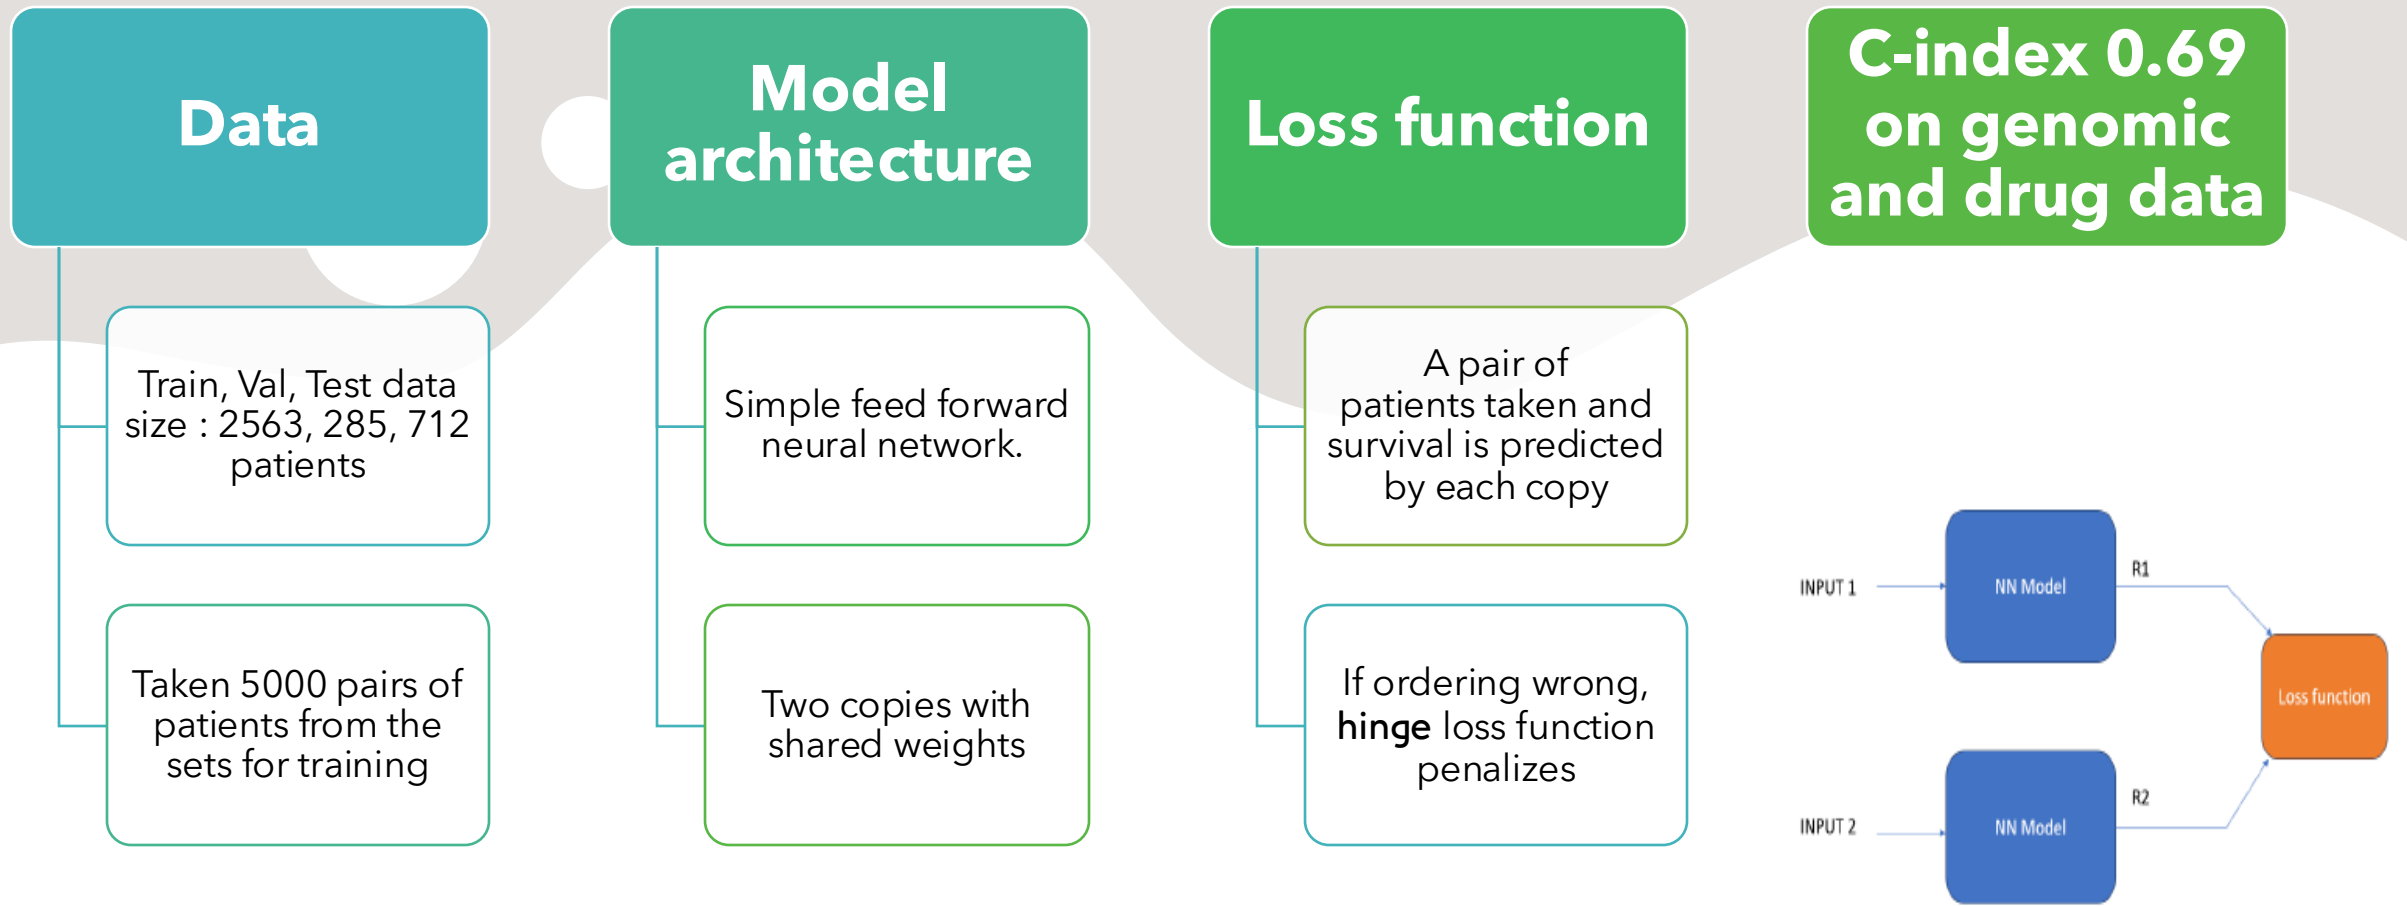 Data
Train, Val, Test data
size : 2563, 285, 712
patients
Taken 5000 pairs of
patients from the
sets for training
Model
architecture
Simple feed forward
neural network.
Two copies with
shared weights
Loss function
A pair of
patients taken and
survival is predicted
by each copy
If ordering wrong,
hinge loss function
penalizes
C-index 0.69
on genomic
and drug data
INPUT 1
NN Model
R1
Loss function
INPUT 2
NN Model
R2